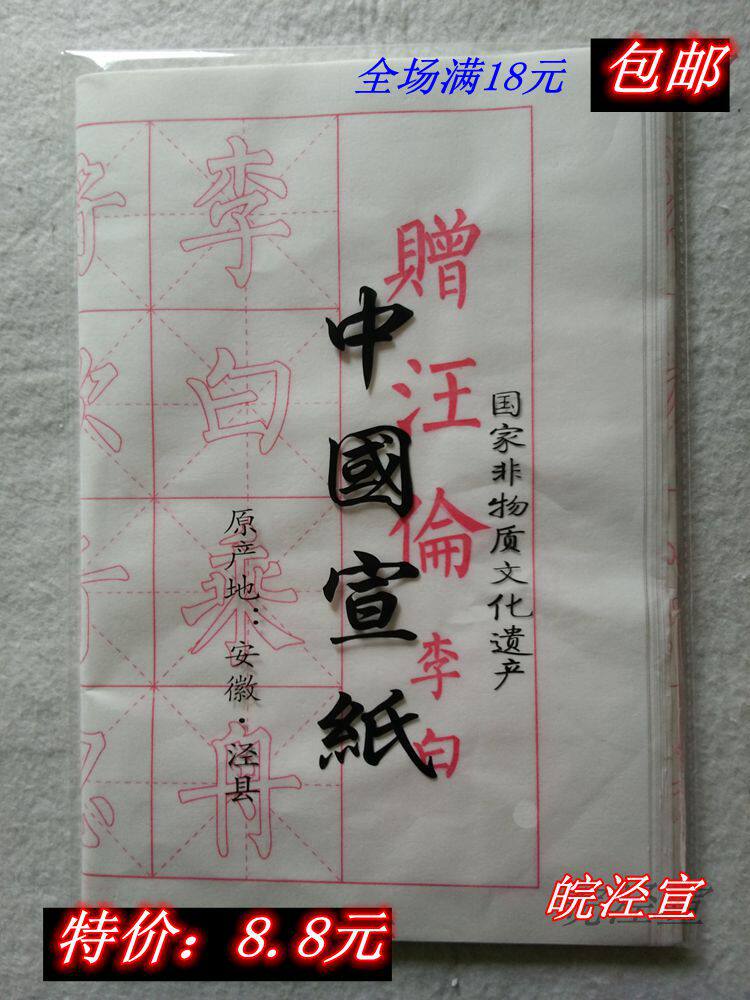 全场满18元
包邮
国家非物质文化遗产
贈汪倫
李白
中國宣紙
原产地：安徽·泾县
李白乘舟
皖泾宣
特价：8.8元